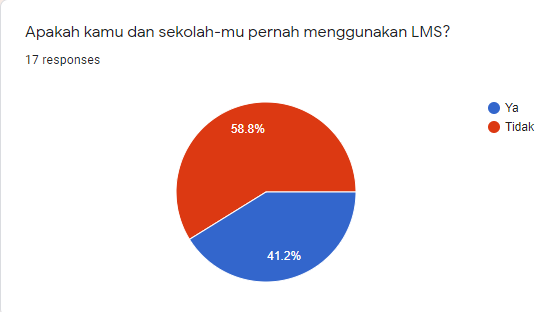 Apakah kamu dan sekolah-mu pernah menggunakan LMS?
17 responses
Ya
Tidak
58.8%
41.2%